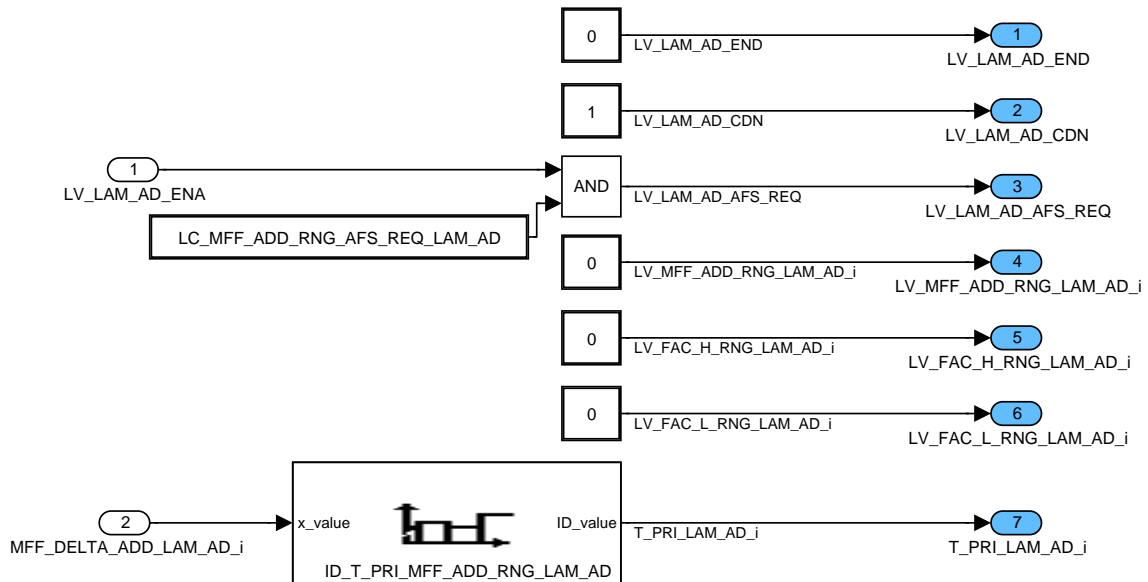 0
LV_LAM_AD_END
1
LV_LAM_AD_END
1
LV_LAM_AD_CDN
2
LV_LAM_AD_CDN
1
LV_LAM_AD_ENA
AND
LV_LAM_AD_AFS_REQ
3
LV_LAM_AD_AFS_REQ
LC_MFF_ADD_RNG_AFS_REQ_LAM_AD
0
LV_MFF_ADD_RNG_LAM_AD_i
4
LV_MFF_ADD_RNG_LAM_AD_i
0
LV_FAC_H_RNG_LAM_AD_i
5
LV_FAC_H_RNG_LAM_AD_i
0
LV_FAC_L_RNG_LAM_AD_i
6
LV_FAC_L_RNG_LAM_AD_i
2
MFF_DELTA_ADD_LAM_AD_i
x_value
ID_value
ID_T_PRI_MFF_ADD_RNG_LAM_AD
T_PRI_LAM_AD_i
7
T_PRI_LAM_AD_i